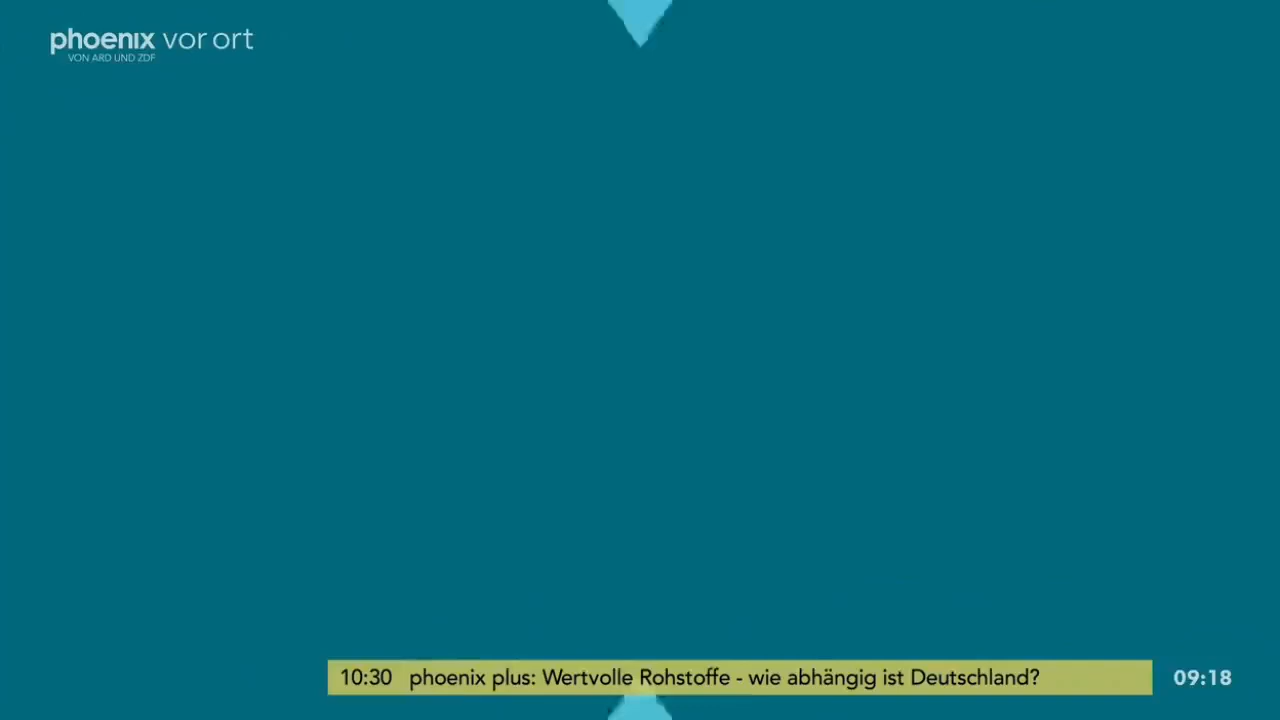 phoenix vor ort
VON ARD UND ZDF
10:30 phoenix plus: Wertvolle Rohstoffe - wie abhängig ist Deutschland?
09:18